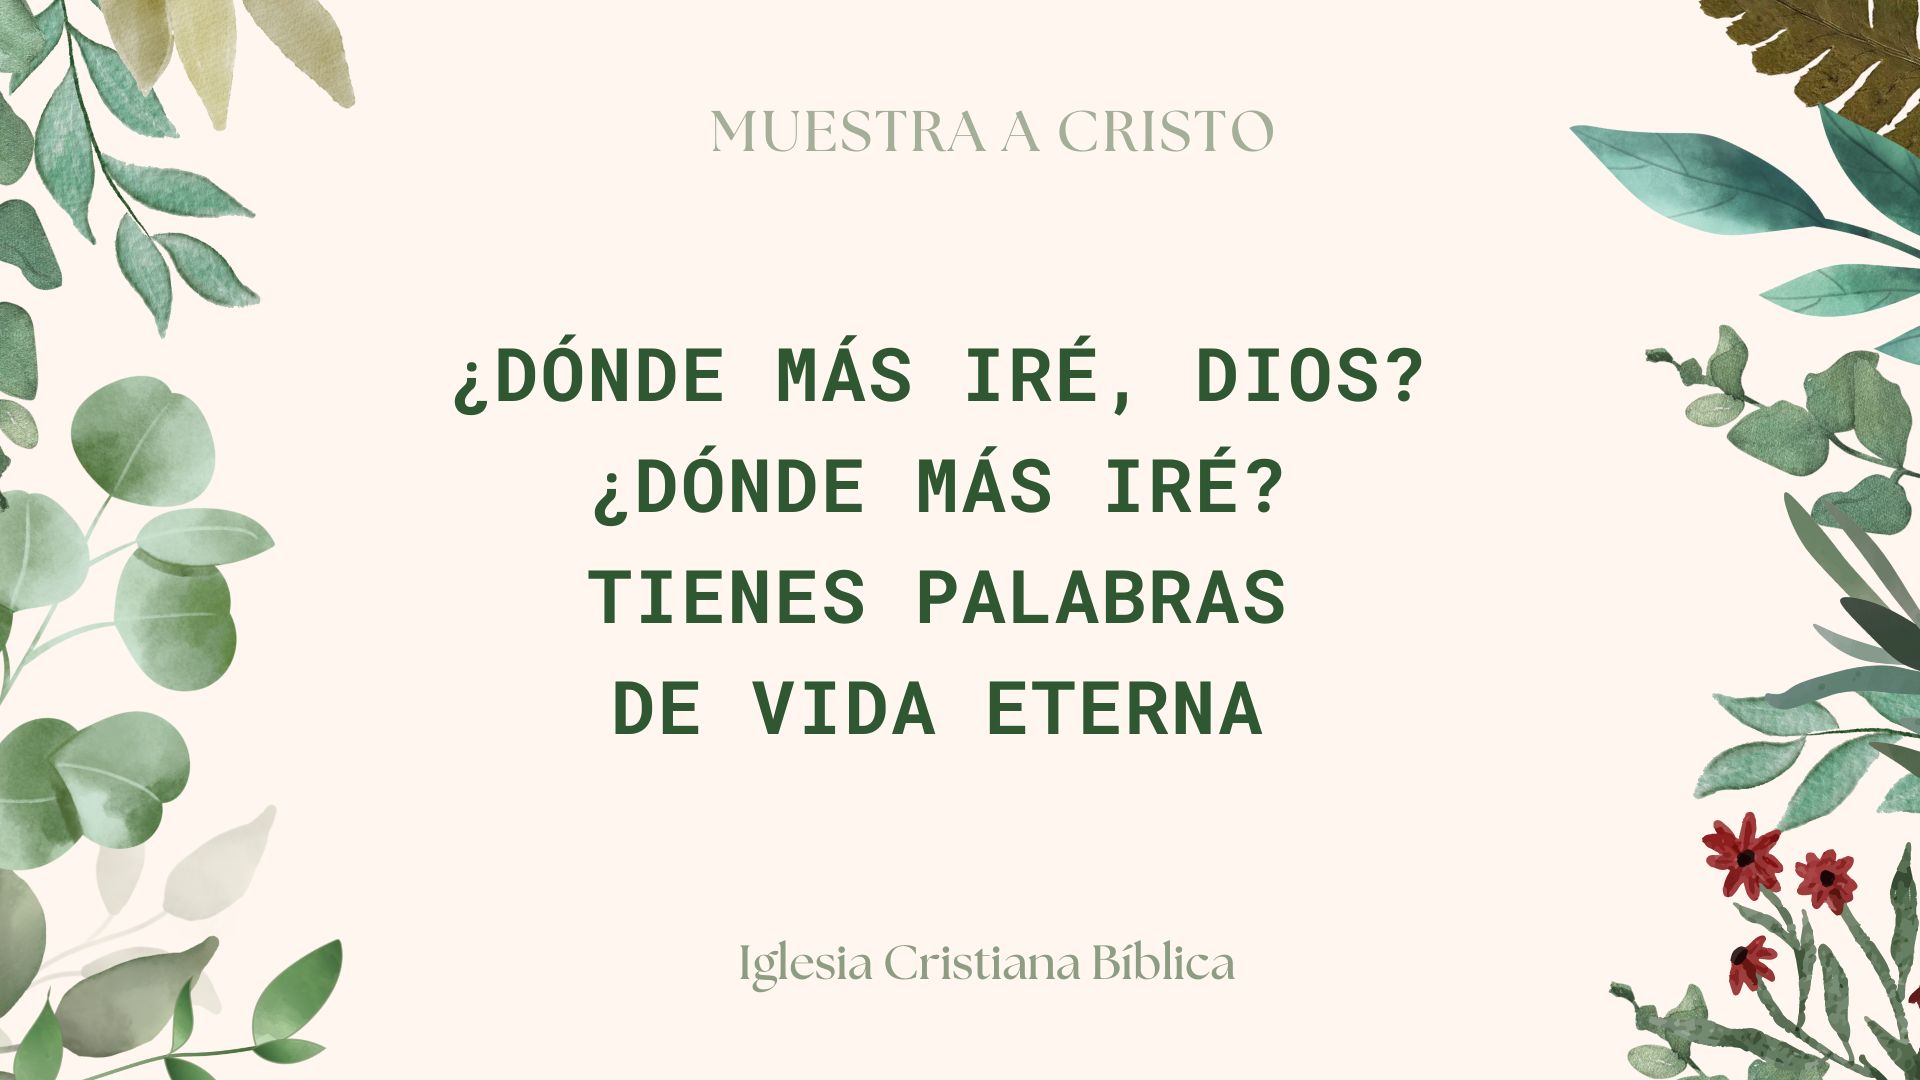 MUESTRA A CRISTO
¿DÓNDE MÁS IRÉ, DIOS?
¿DÓNDE MÁS IRÉ?
TIENES PALABRAS
DE VIDA ETERNA
Iglesia Cristiana Bíblica